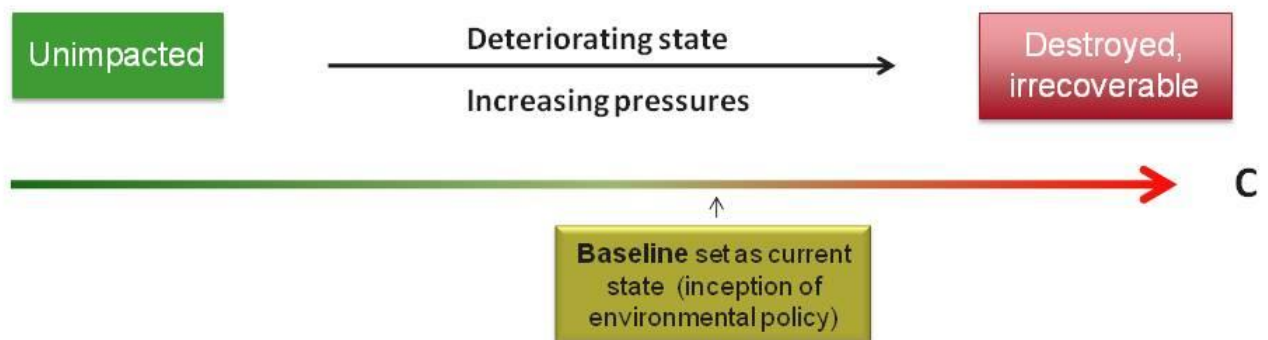 Unimpacted
Deteriorating state
Increasing pressures
Destroyed,
irrecoverable
C
Baseline set as current
state (inception of
environmental policy)